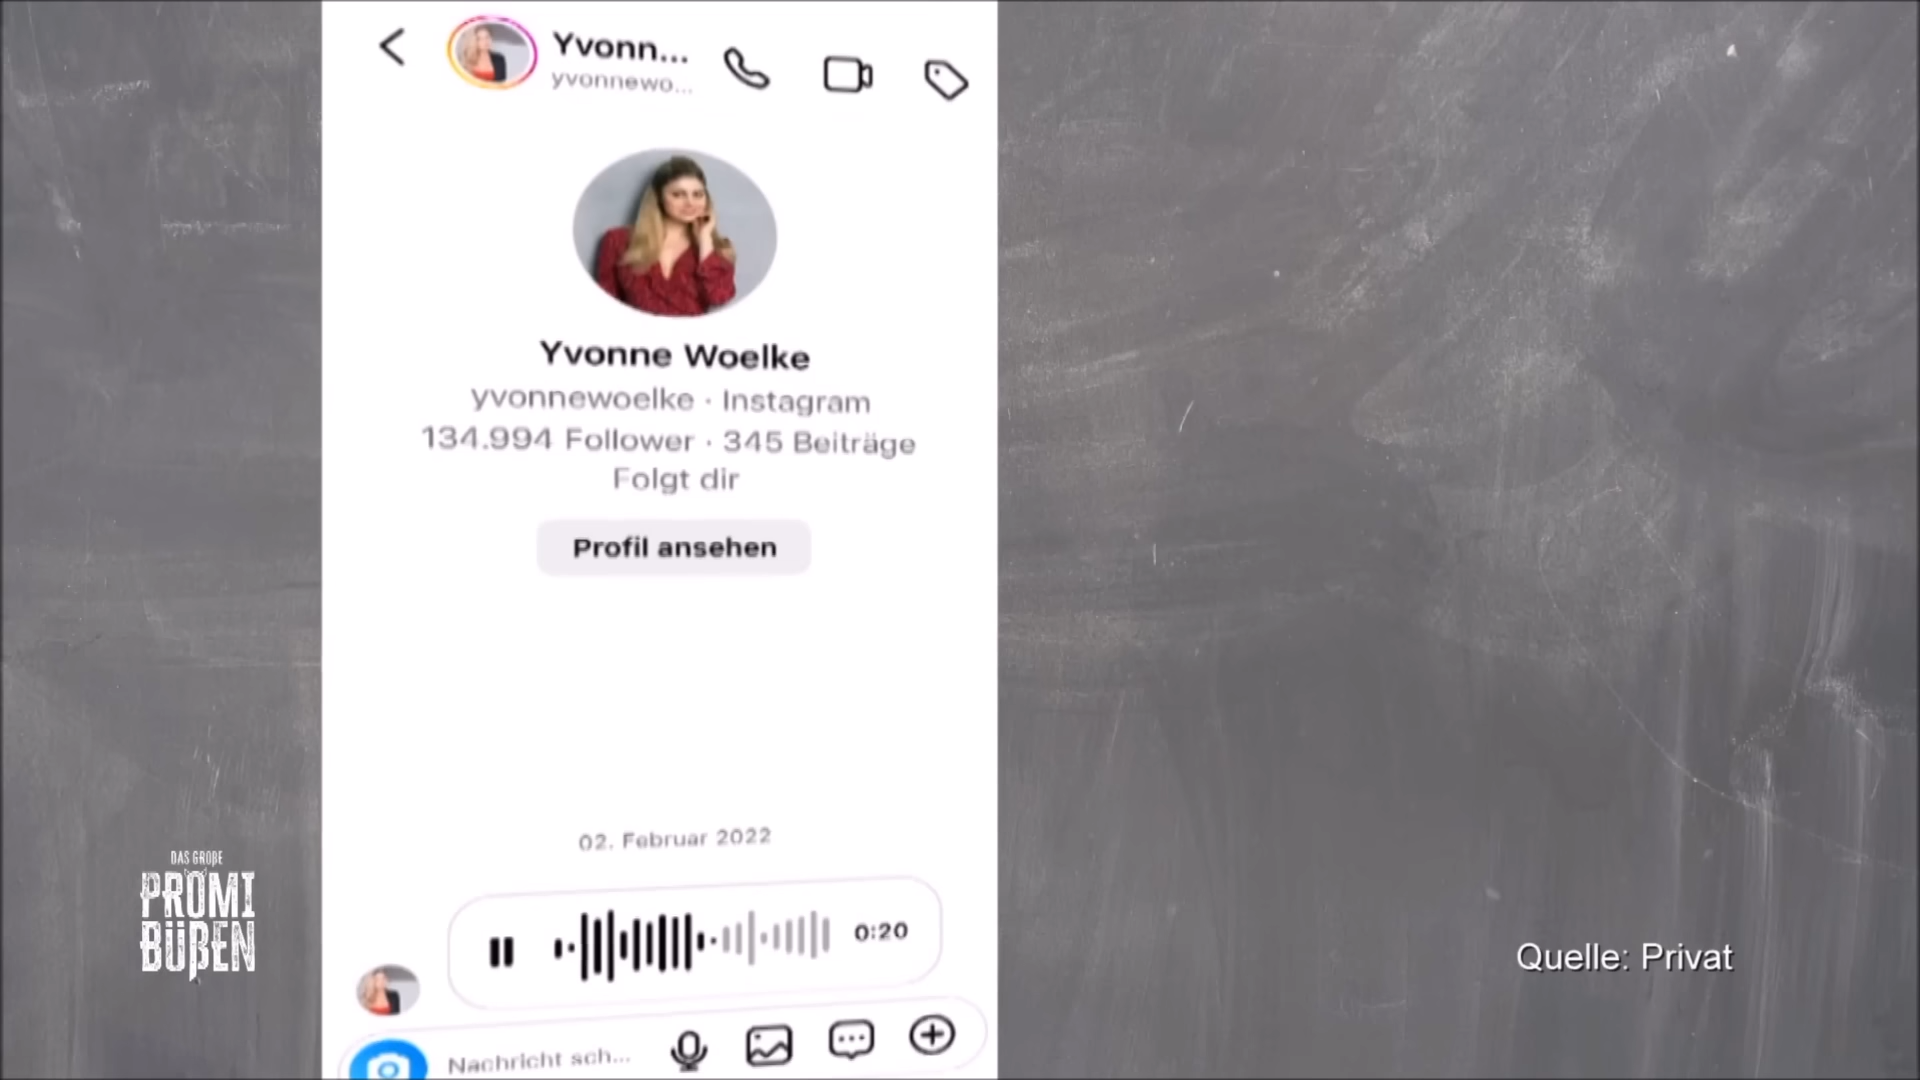 Yvonn...
yvonnewo...
Yvonne Woelke
yvonnewoelke · Instagram
134.994 Follower · 345 Beiträge
Folgt dir
Profil ansehen
02. Februar 2022
0:20
Nachricht sch...
DAS GROßE
PROMI
BÜßEN
Quelle: Privat